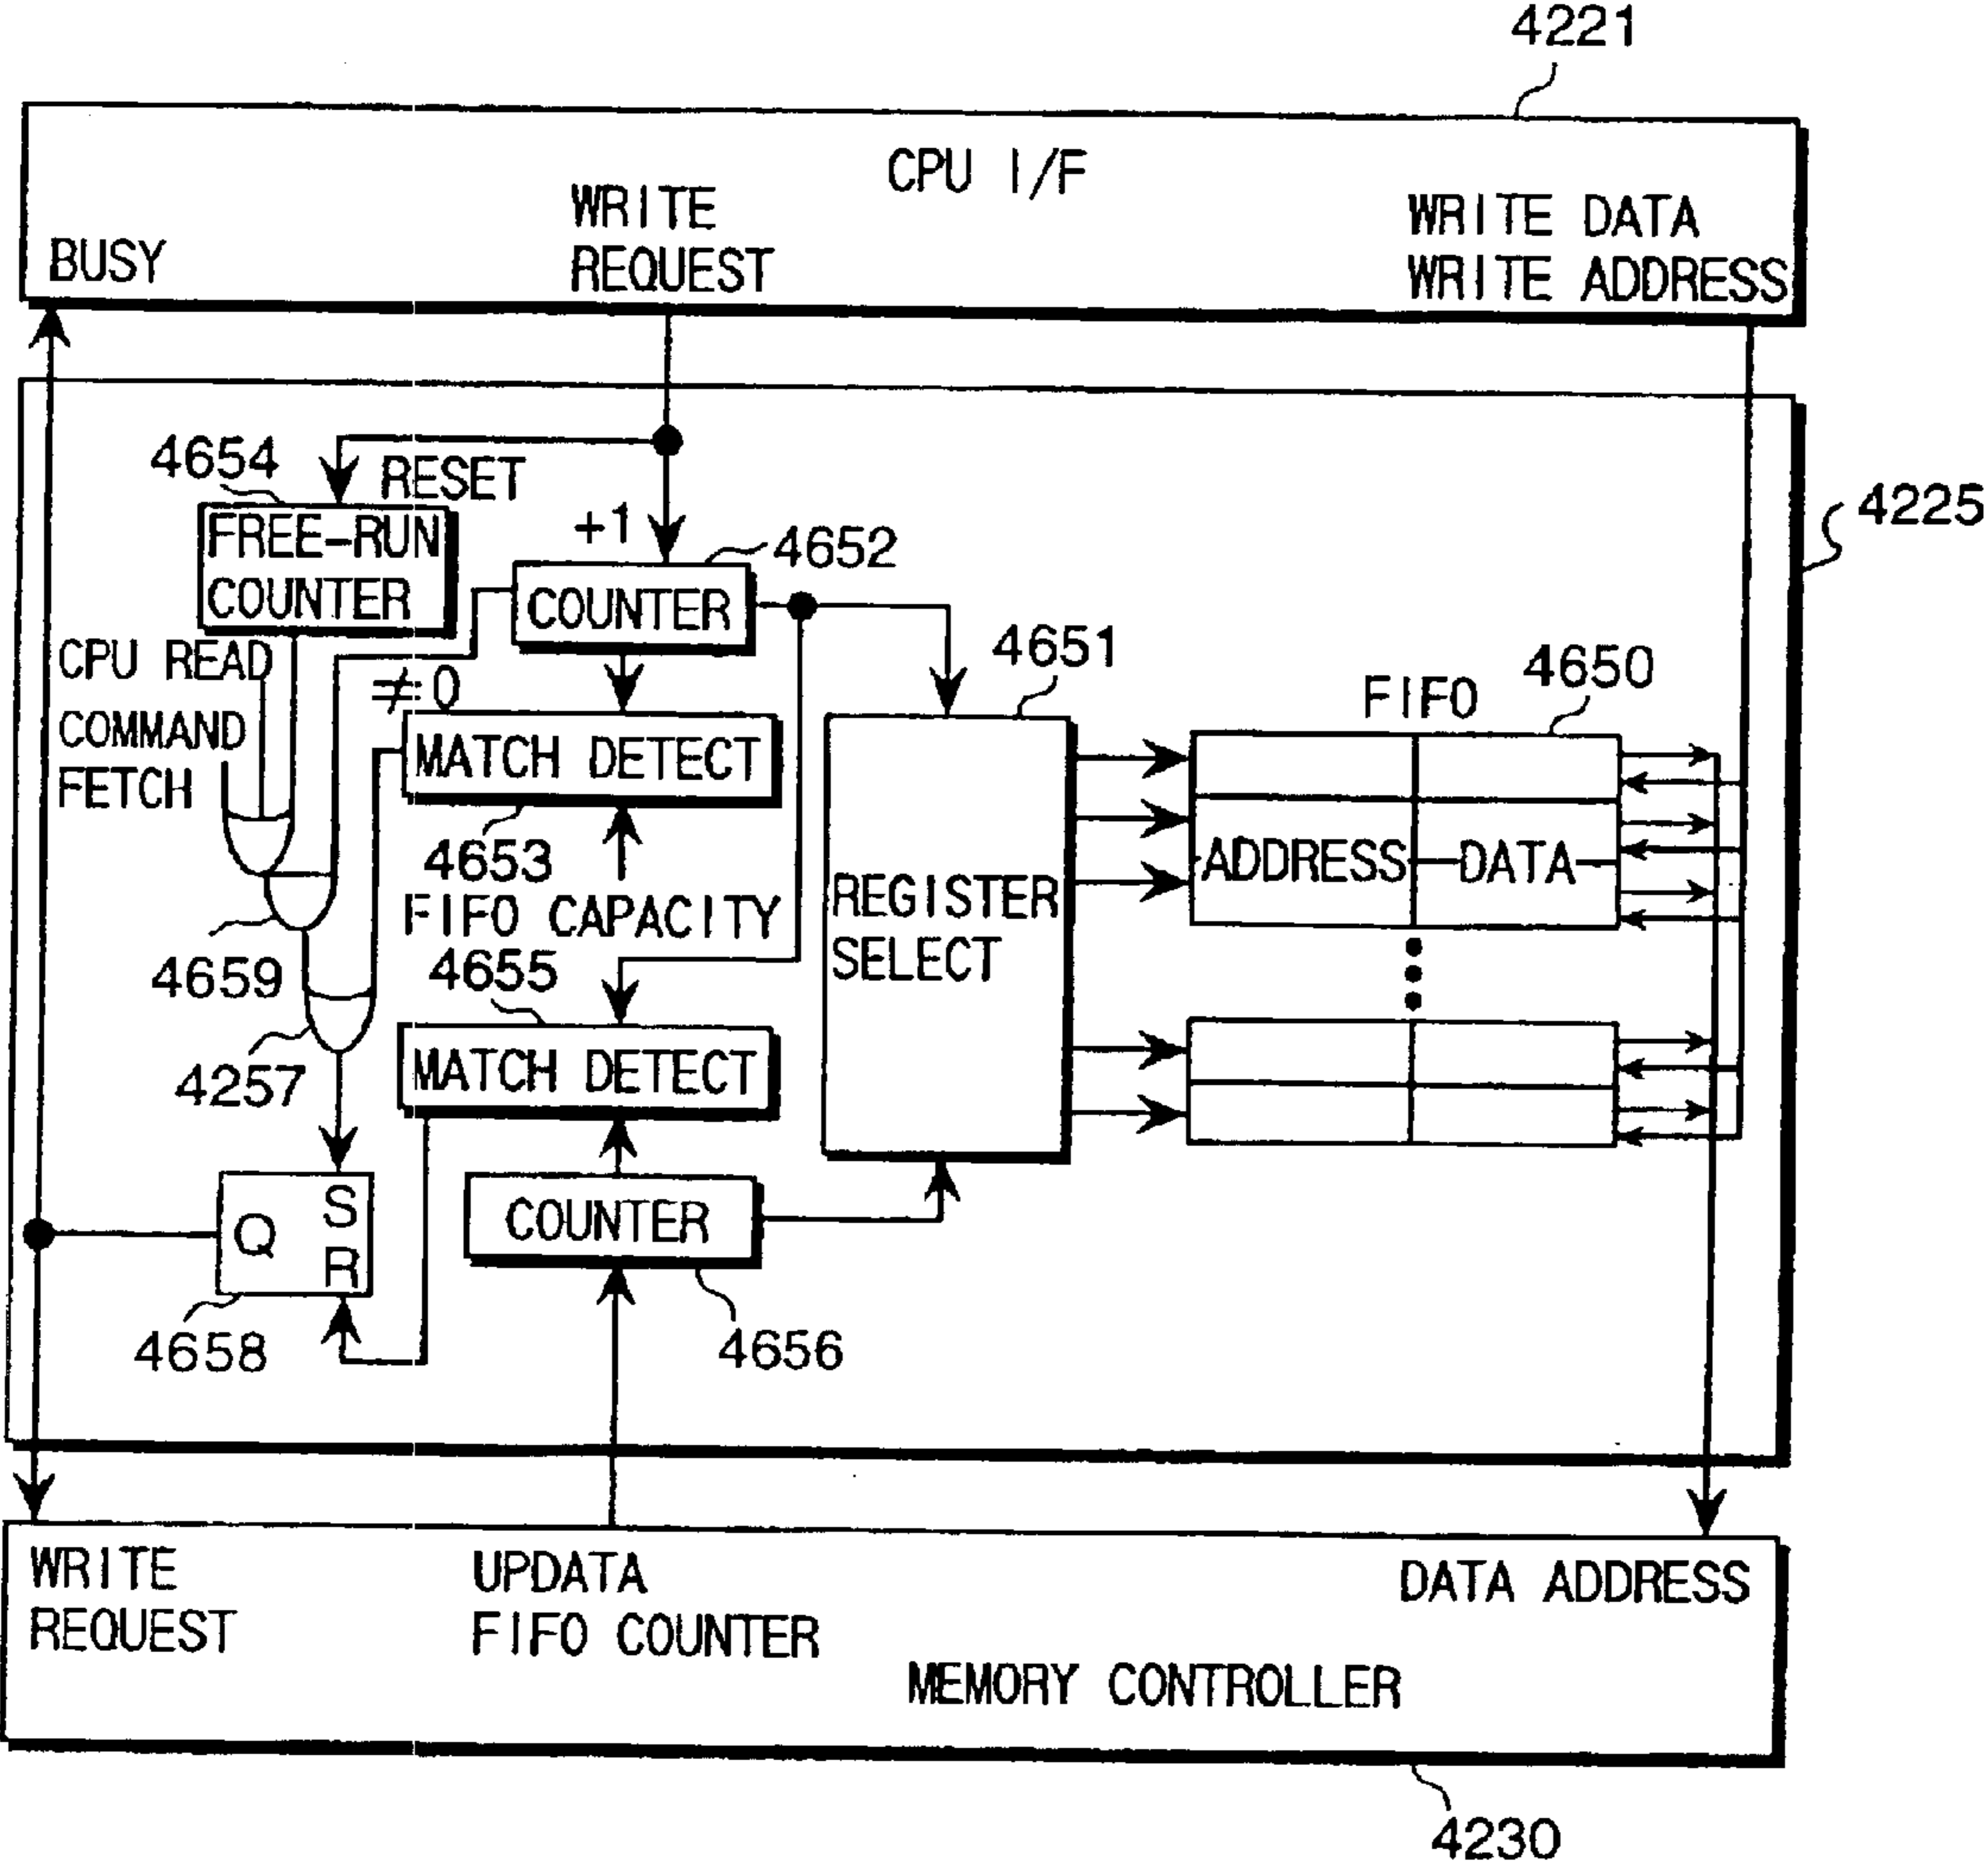 4221
CPU I/F
WRITE
REQUEST
WRITE DATA
WRITE ADDRESS
BUSY
4654
RESET
4225
FREE-RUN
COUNTER
+1
4652
COUNTER
CPU READ
≠0
4651
FIFO
4650
COMMAND
FETCH
MATCH DETECT
4653
FIFO CAPACITY
ADDRESS
DATA
REGISTER
SELECT
4659
4655
4257
MATCH DETECT
Q
S
R
COUNTER
4658
4656
WRITE
REQUEST
UPDATA
FIFO COUNTER
DATA ADDRESS
MEMORY CONTROLLER
4230